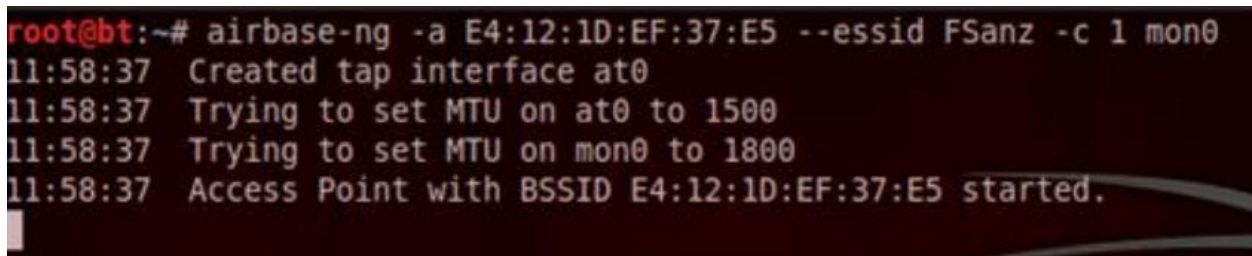 root@bt:~# airbase-ng -a E4:12:1D:EF:37:E5 --essid FSanz -c 1 mon0
11:58:37  Created tap interface at0
11:58:37  Trying to set MTU on at0 to 1500
11:58:37  Trying to set MTU on mon0 to 1800
11:58:37  Access Point with BSSID E4:12:1D:EF:37:E5 started.